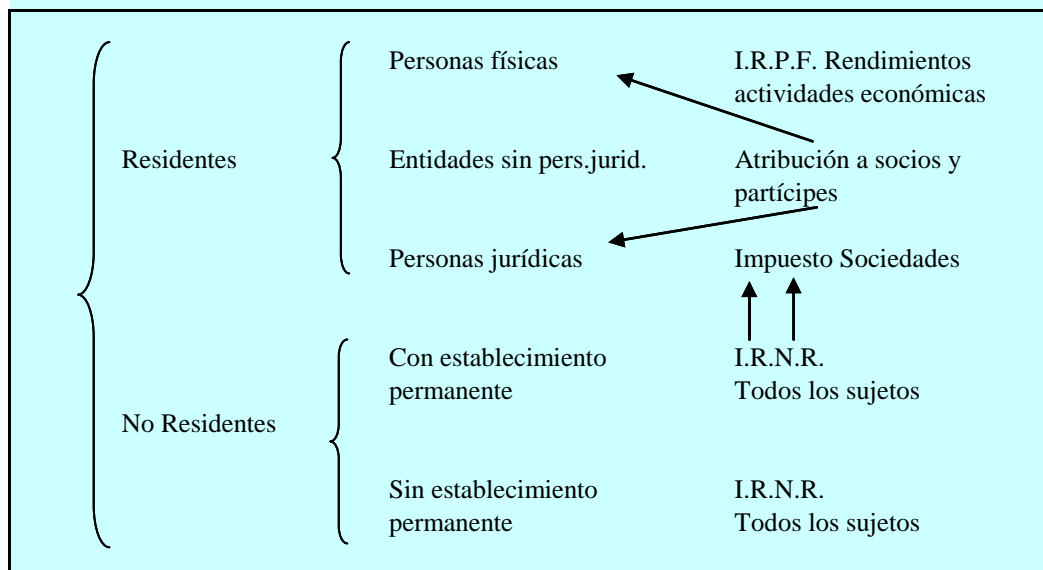 Personas físicas
I.R.P.F. Rendimientos
actividades económicas
Residentes
Entidades sin pers.jurid.
Atribución a socios y
partícipes
Personas jurídicas
Impuesto Sociedades
Con establecimiento
permanente
I.R.N.R.
Todos los sujetos
No Residentes
Sin establecimiento
permanente
I.R.N.R.
Todos los sujetos